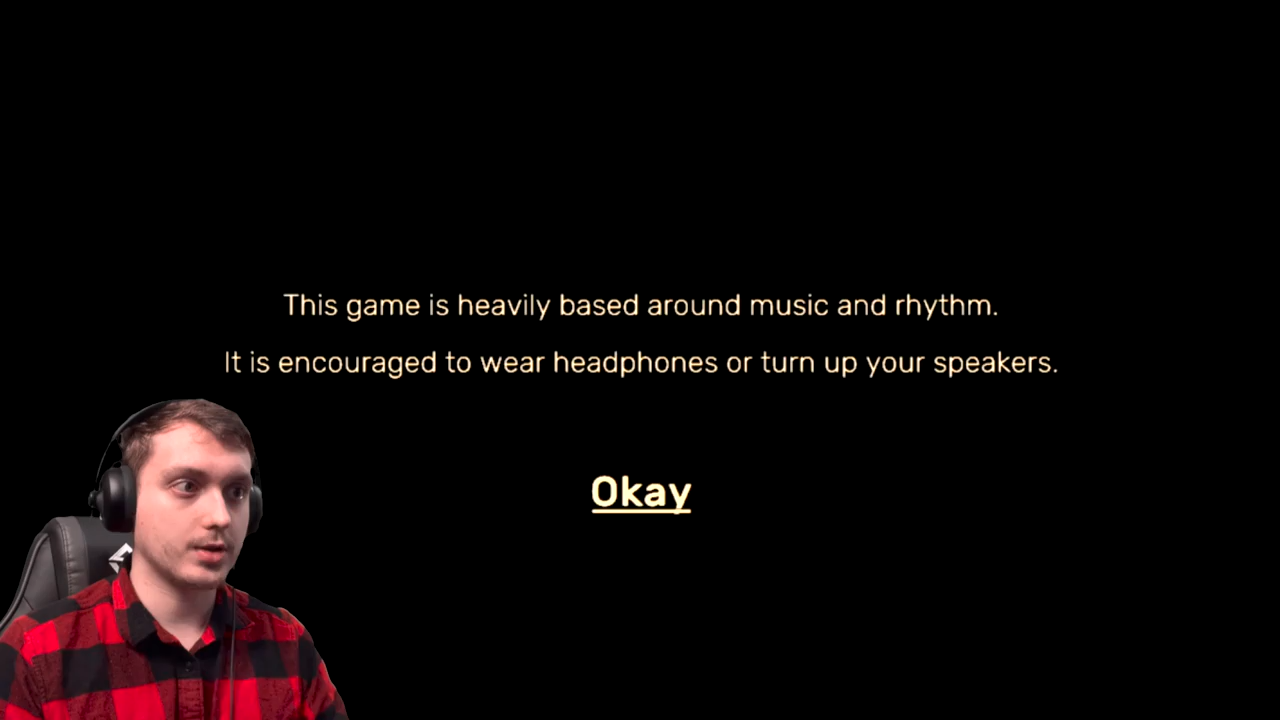 This game is heavily based around music and rhythm.
It is encouraged to wear headphones or turn up your speakers.
Okay